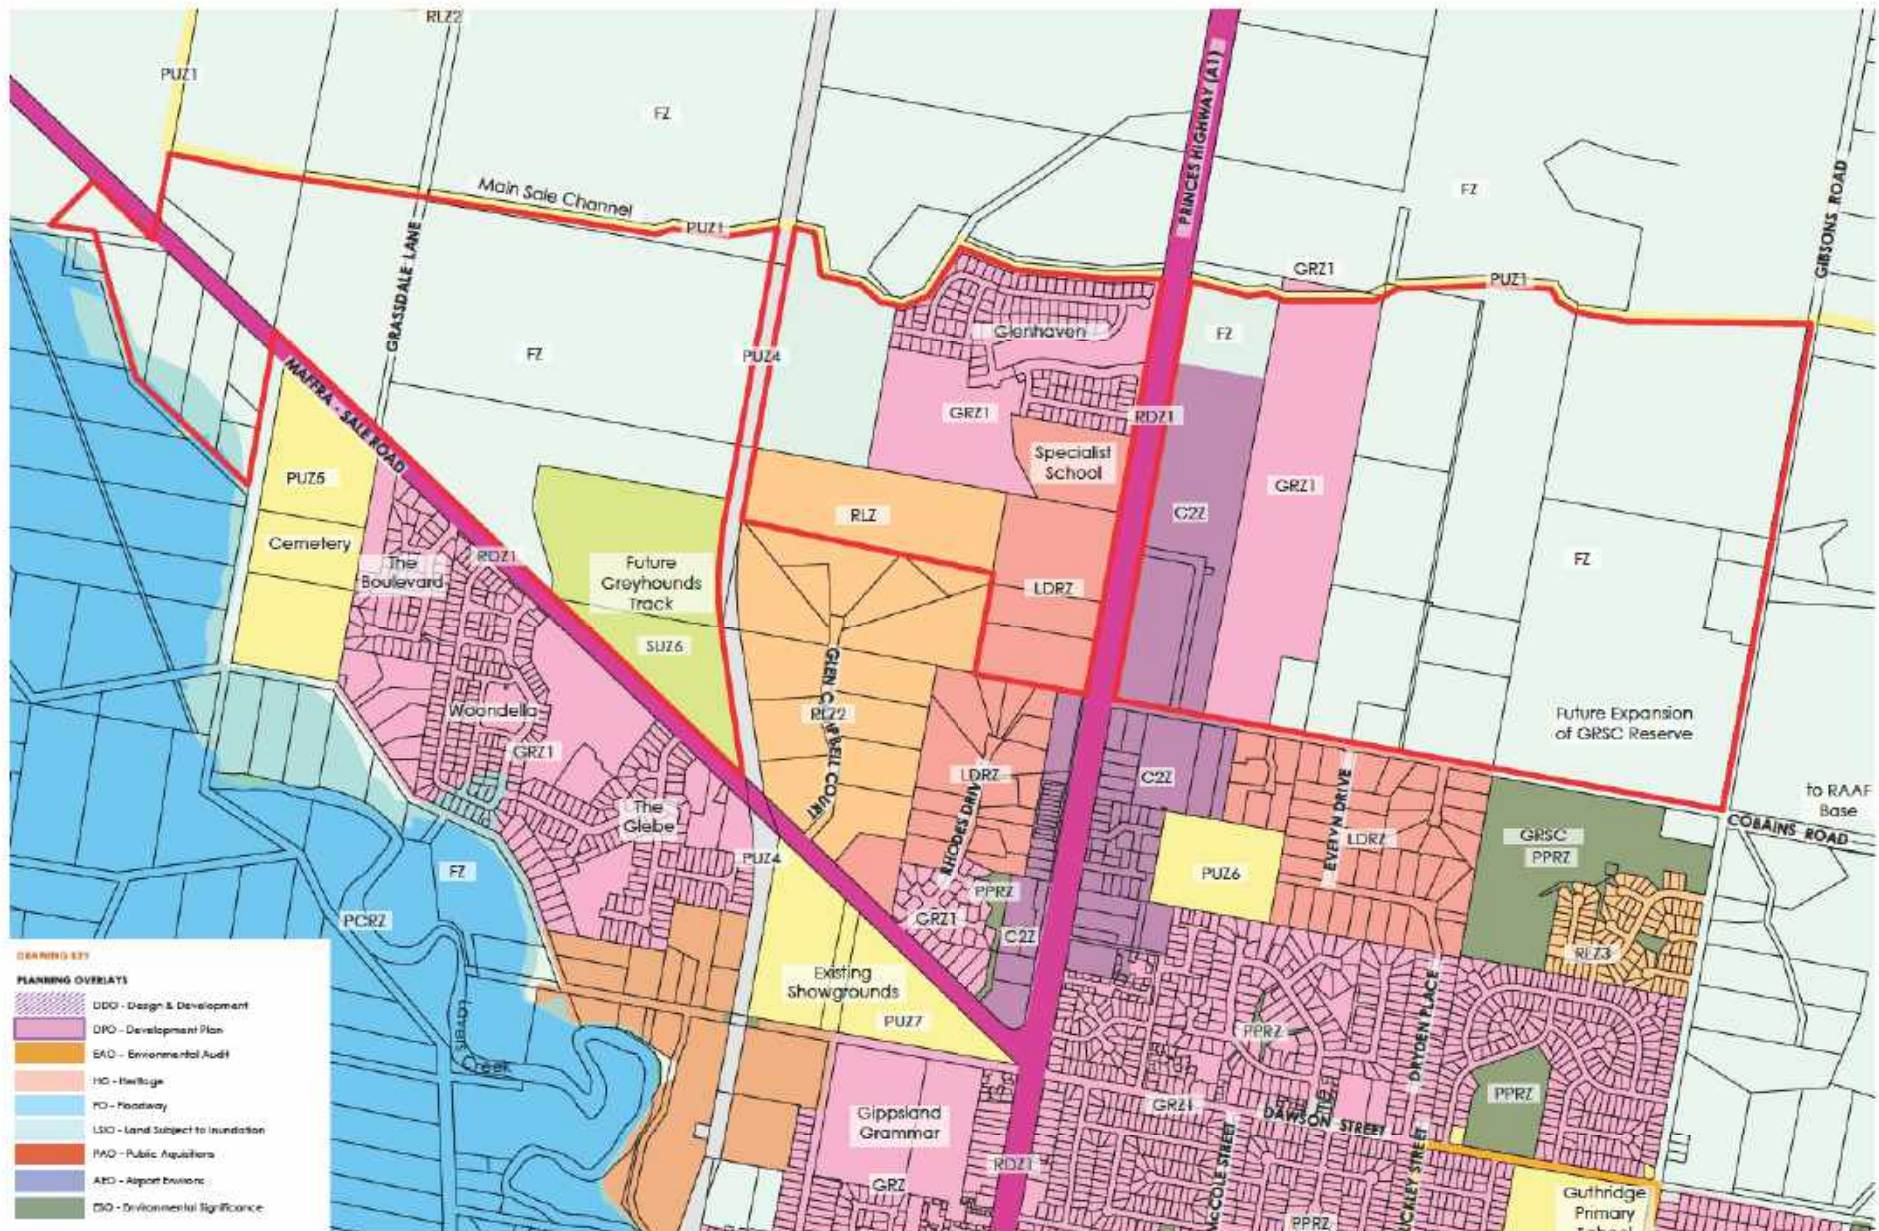 RLZ2
PUZ1
FZ
PRINCES HIGHWAY (A1)
FZ
GIBSONS ROAD
Main Sale Channel
PUZ1
GRASSDALE LANE
GRZ1
PUZ1
Glenhaven
FZ
FZ
PUZ4
MAFFRA - SALE ROAD
GRZ1
RDZ1
Specialist
School
PUZ5
GRZ1
C2Z
RLZ
Cemetery
The
Boulevard
RDZ1
Future
Greyhounds
Track
LDRZ
FZ
SUZ6
GLEN CAMPBELL COURT
Woondella
RLZ2
Future Expansion
of GRSC Reserve
GRZ1
LDRZ
C2Z
EVELYN DRIVE
to RAAF
Base
The
Glebe
RHODES DRIVE
COBAINS ROAD
LDRZ
GRSC
PPRZ
PUZ4
FZ
PUZ6
PPRZ
PCRZ
GRZ1
C2Z
RLZ3
Existing
Showgrounds
PUZ7
PPRZ
DRYDEN PLACE
Creek
PPRZ
GRZ1
DAWSON STREET
Gippsland
Grammar
RDZ1
GRZ
McCOLE STREET
PPRZ
Guthridge
Primary
School
DRAWING KEY
PLANNING OVERLAYS
DDO - Design & Development
DPO - Development Plan
EAO - Environmental Audit
HO - Heritage
FO - Floodway
LSIO - Land Subject to Inundation
PAO - Public Aquisitions
AEO - Airport Environs
ESO - Environmental Significance